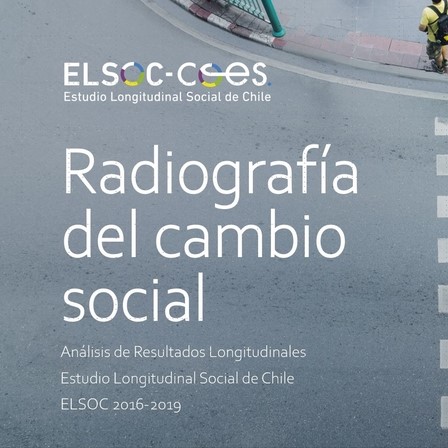 ELSOC-COES
Estudio Longitudinal Social de Chile
Radiografía
del cambio
social
Análisis de Resultados Longitudinales
Estudio Longitudinal Social de Chile
ELSOC 2016-2019